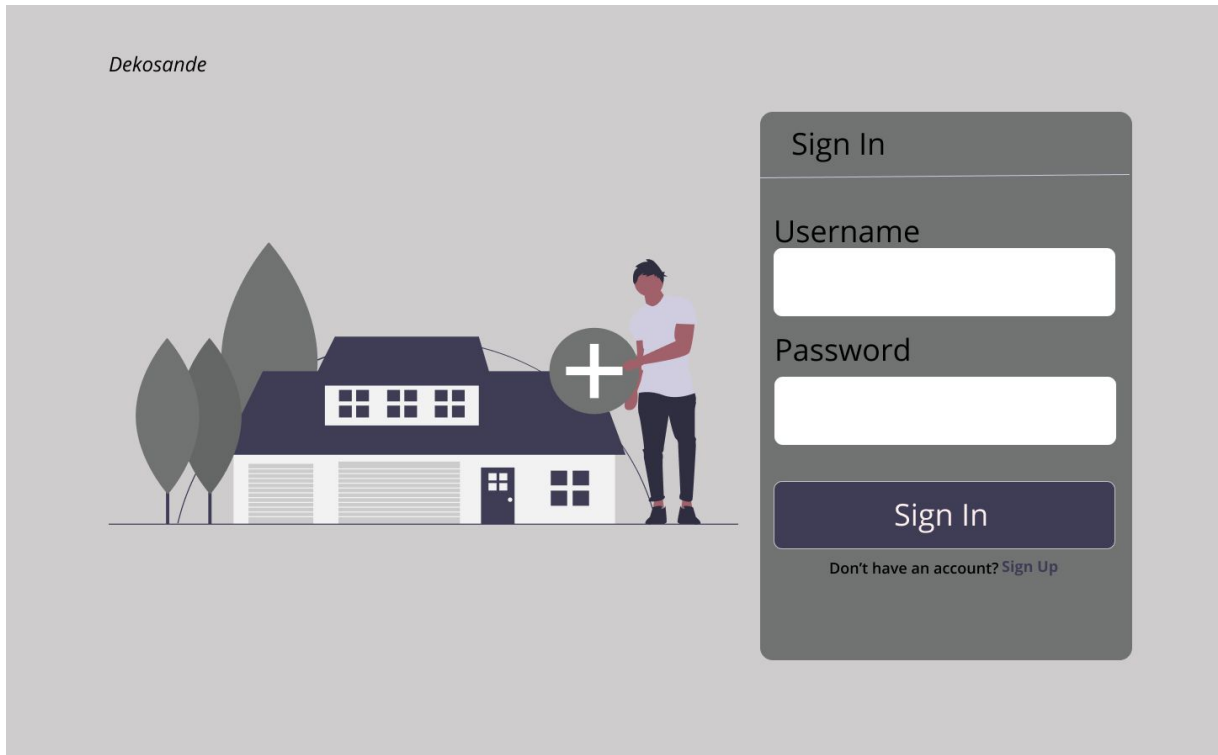 Dekosande
Sign In
Username
Password
Sign In
Don't have an account? Sign Up